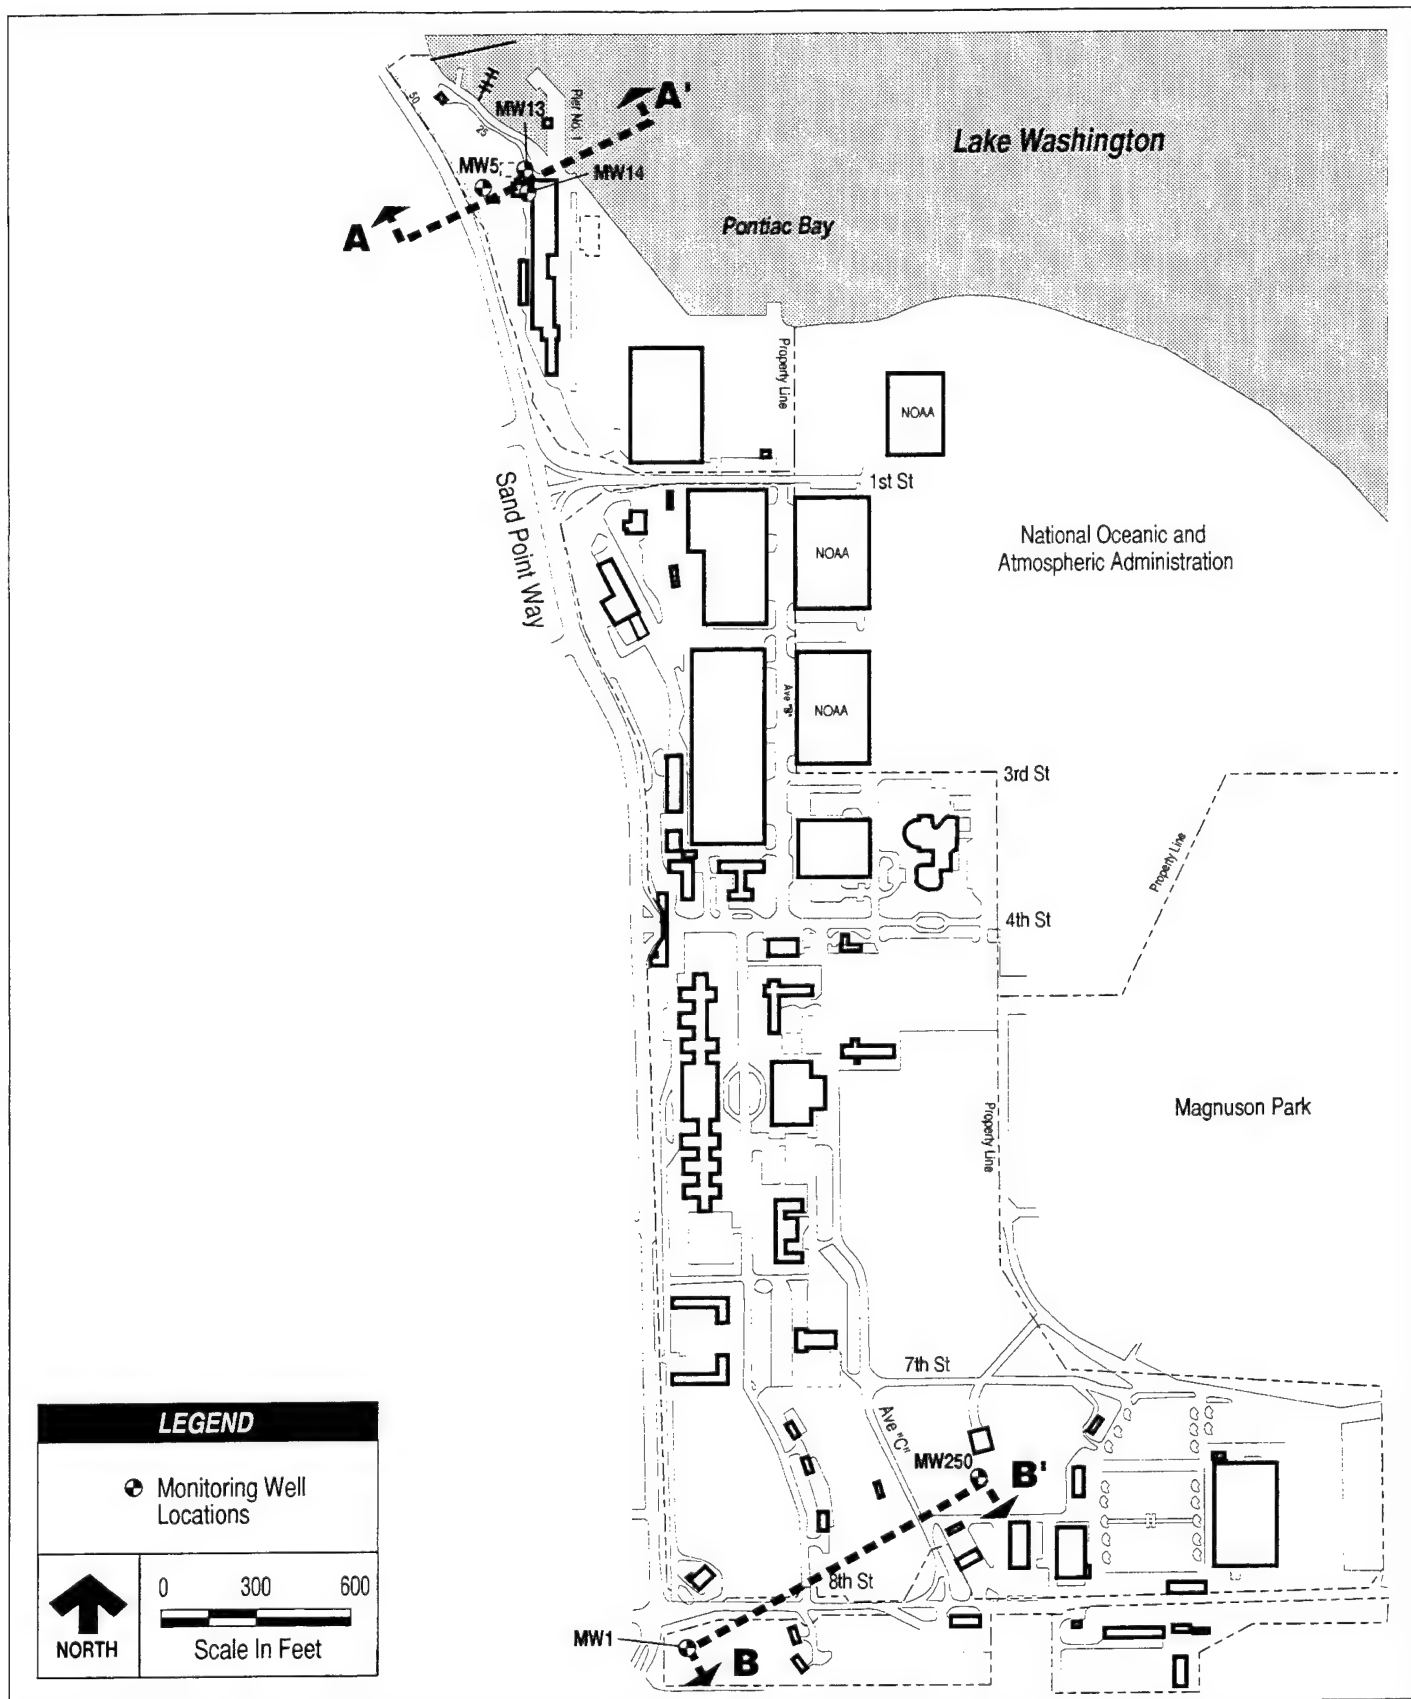 A'
MW13
Pier No. 1
50
25
Lake Washington
MW5
MW14
Pontiac Bay
A
Property Line
NOAA
1st St
Sand Point Way
NOAA
National Oceanic and
Atmospheric Administration
Ave "B"
NOAA
3rd St
Property Line
4th St
Magnuson Park
Property Line
7th St
Ave "C"
MW250
B'
8th St
MW1
B
LEGEND
Monitoring Well
Locations
0 300 600
NORTH
Scale In Feet